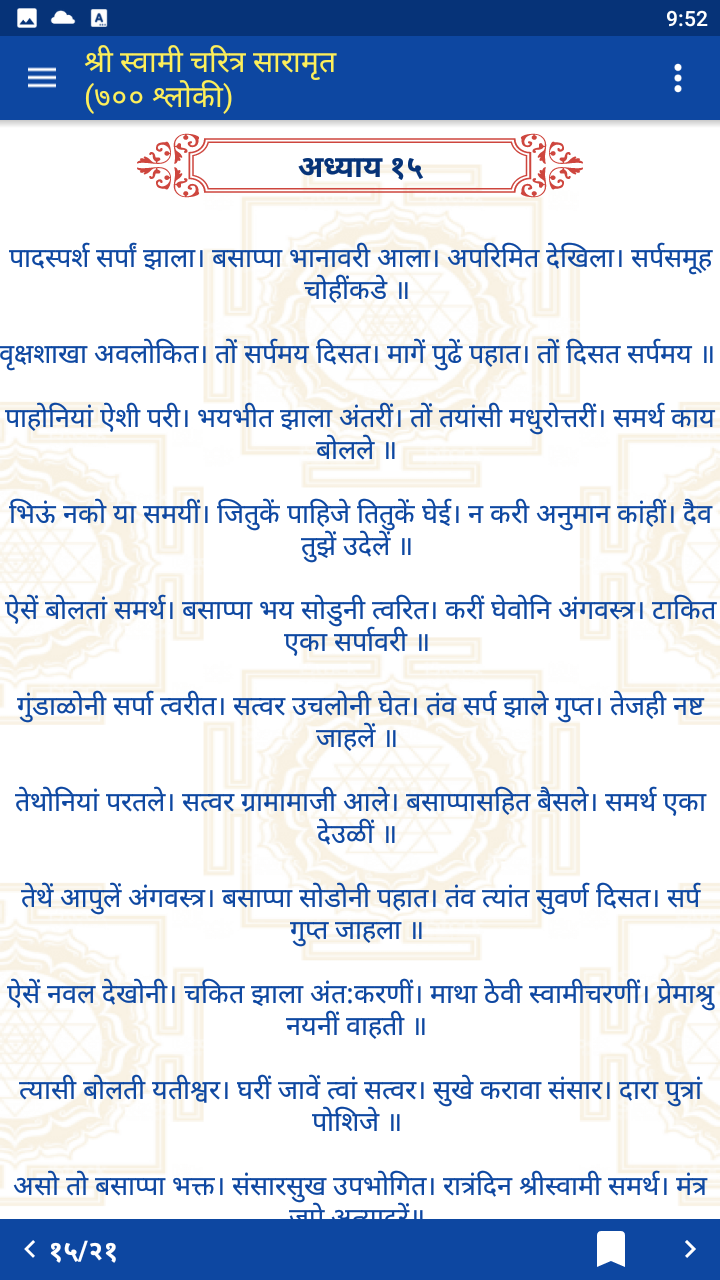 9:52
श्री स्वामी चरित्र सारामृत
(७०० श्लोकी)
अध्याय १५
पादस्पर्श सर्पां झाला। बसाप्पा भानावरी आला। अपरिमित देखिला। सर्पसमूह
चोहींकडे ॥
वृक्षशाखा अवलोकित। तों सर्पमय दिसत। मागें पुढें पहात। तों दिसत सर्पमय ॥
पाहोनियां ऐशी परी। भयभीत झाला अंतरीं। तों तयांसी मधुरोत्तरीं। समर्थ काय
बोलले ॥
भिऊं नको या समयीं। जितुकें पाहिजे तितुकें घेई। न करी अनुमान कांहीं। दैव
तुझें उदेलें ॥
ऐसें बोलतां समर्थ। बसाप्पा भय सोडुनी त्वरित। करीं घेवोनि अंगवस्त्र। टाकित
एका सर्पावरी ॥
गुंडाळोनी सर्पा त्वरीत। सत्वर उचलोनी घेत। तंव सर्प झाले गुप्त। तेजही नष्ट
जाहलें ॥
तेथोनियां परतले। सत्वर ग्रामामाजी आले। बसाप्पासहित बैसले। समर्थ एका
देउळीं ॥
तेथें आपुलें अंगवस्त्र। बसाप्पा सोडोनी पहात। तंव त्यांत सुवर्ण दिसत। सर्प
गुप्त जाहला ॥
ऐसें नवल देखोनी। चकित झाला अंत:करणीं। माथा ठेवी स्वामीचरणीं। प्रेमाश्रु
नयनीं वाहती ॥
त्यासी बोलती यतीश्वर। घरीं जावें त्वां सत्वर। सुखे करावा संसार। दारा पुत्रां
पोशिजे ॥
असो तो बसाप्पा भक्त। संसारसुख उपभोगित। रात्रंदिन श्रीस्वामी समर्थ। मंत्र
जपे अत्यादरें॥
१५/२१